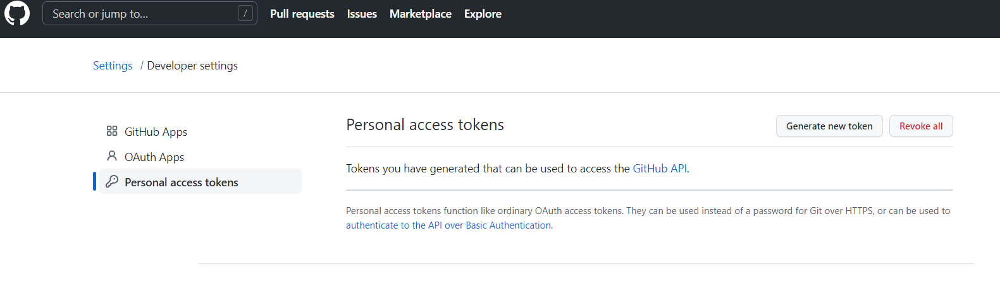 Search or jump to... /
Pull requests Issues Marketplace Explore
Settings / Developer settings
GitHub Apps
OAuth Apps
Personal access tokens
Personal access tokens
Generate new token
Revoke all
Tokens you have generated that can be used to access the GitHub API.
Personal access tokens function like ordinary OAuth access tokens. They can be used instead of a password for Git over HTTPS, or can be used to
authenticate to the API over Basic Authentication.